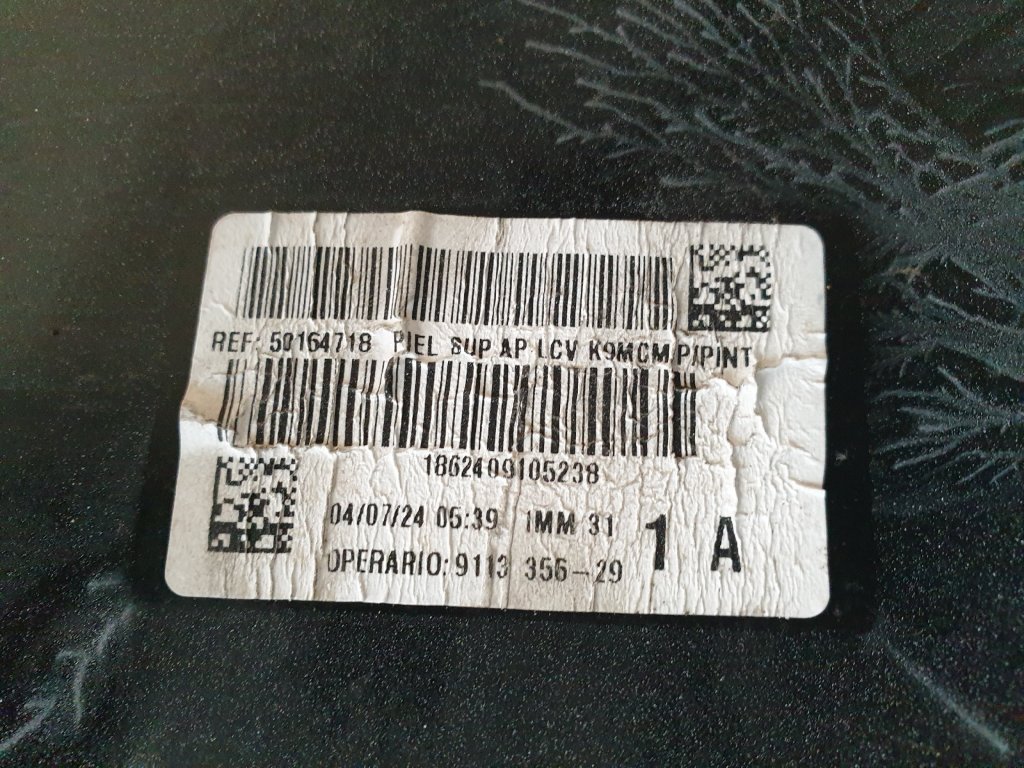 REF: 50164718 PIEL SUP AP LCV K9MCM P/PINT
1862409105238
04/07/24 05:39 IMM 31
OPERARIO: 9113 356-29
1 A